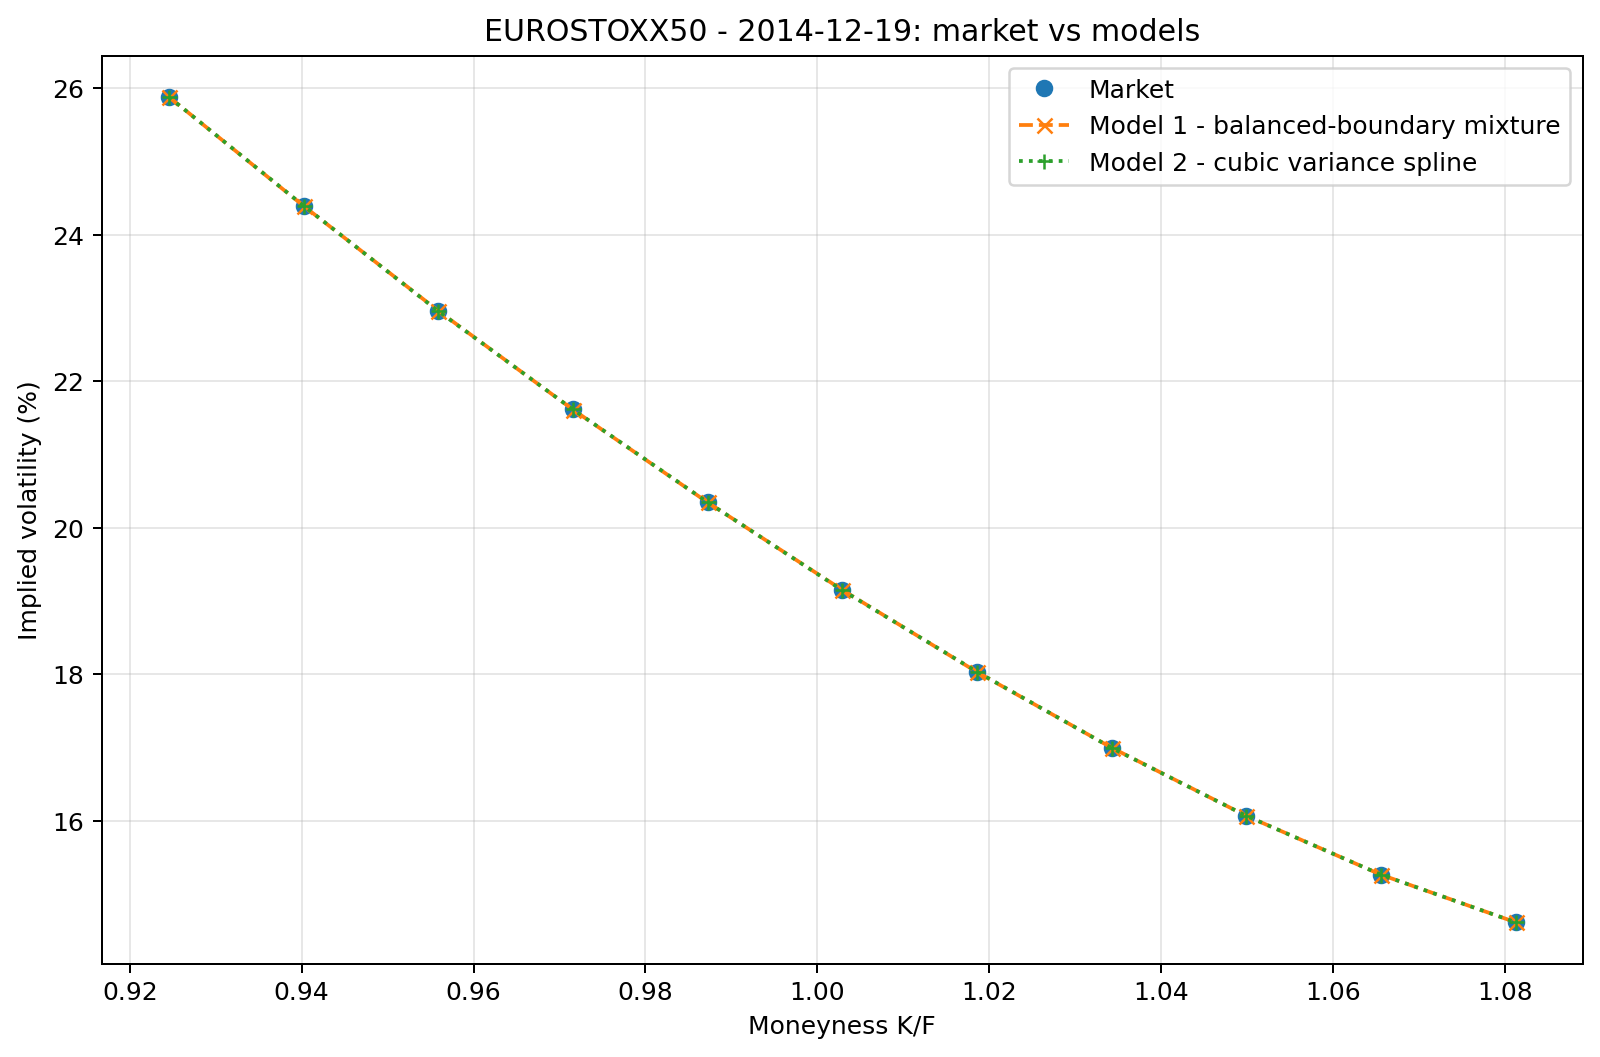 EUROSTOXX50 - 2014-12-19: market vs models
Market
Model 1 - balanced-boundary mixture
Model 2 - cubic variance spline
Implied volatility (%)
26
24
22
20
18
16
0.92
0.94
0.96
0.98
1.00
1.02
1.04
1.06
1.08
Moneyness K/F